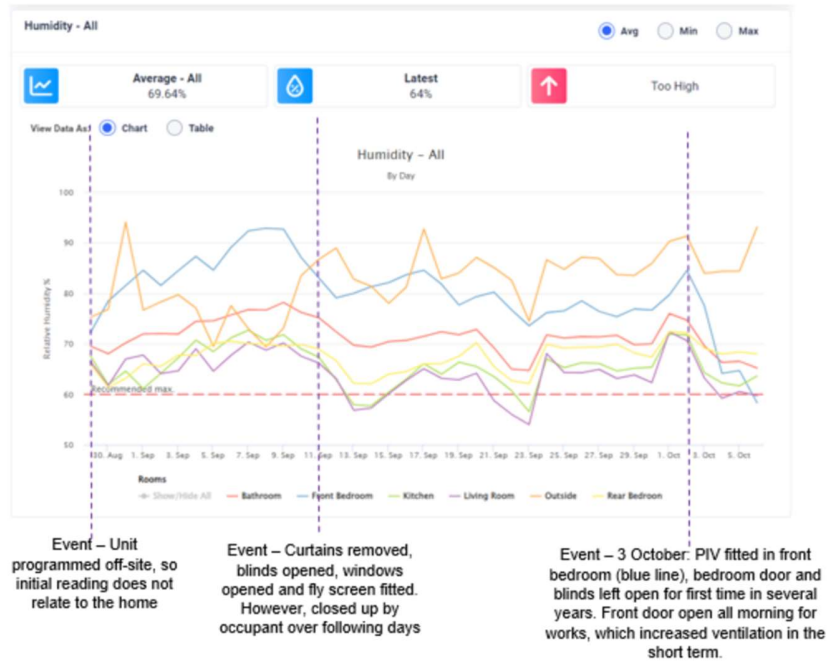 Humidity - All
Avg Min Max
Average - All
69.64%
Latest
64%
Too High
View Data As: Chart Table
Humidity – All
By Day
Relative Humidity %
100
90
80
70
60
50
Recommended max.
30. Aug 1. Sep 3. Sep 5. Sep 7. Sep 9. Sep 11. Sep 13. Sep 15. Sep 17. Sep 19. Sep 21. Sep 23. Sep 25. Sep 27. Sep 29. Sep 1. Oct 3. Oct 5. Oct
Rooms
Show/Hide All Bathroom Front Bedroom Kitchen Living Room Outside Rear Bedroon
Event – Unit
programmed off-site, so
initial reading does not
relate to the home
Event – Curtains removed,
blinds opened, windows
opened and fly screen fitted.
However, closed up by
occupant over following days
Event – 3 October: PIV fitted in front
bedroom (blue line), bedroom door and
blinds left open for first time in several
years. Front door open all morning for
works, which increased ventilation in the
short term.